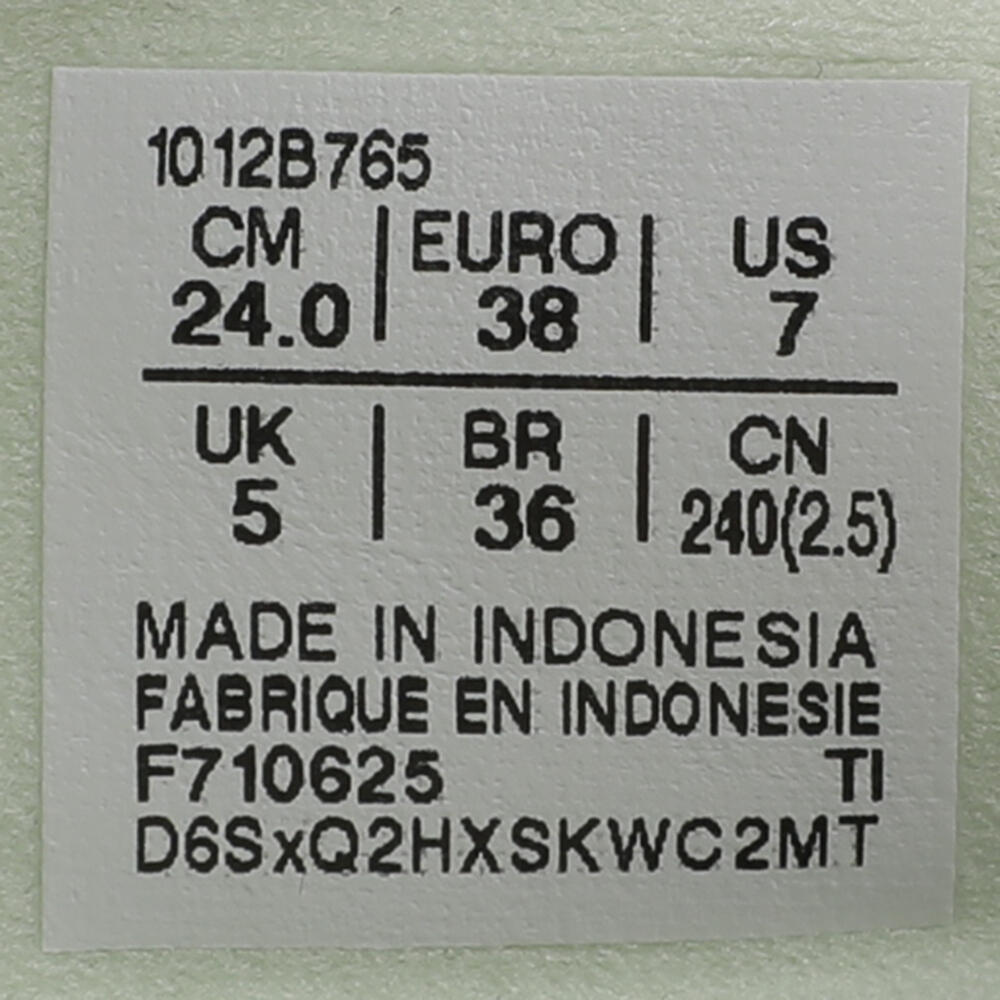 1012B765
CM | EURO | US
24.0 | 38 | 7
UK | BR | CN
5 | 36 | 240(2.5)
MADE IN INDONESIA
FABRIQUE EN INDONESIE
F710625 TI
D6SxQ2HXSKWC2MT